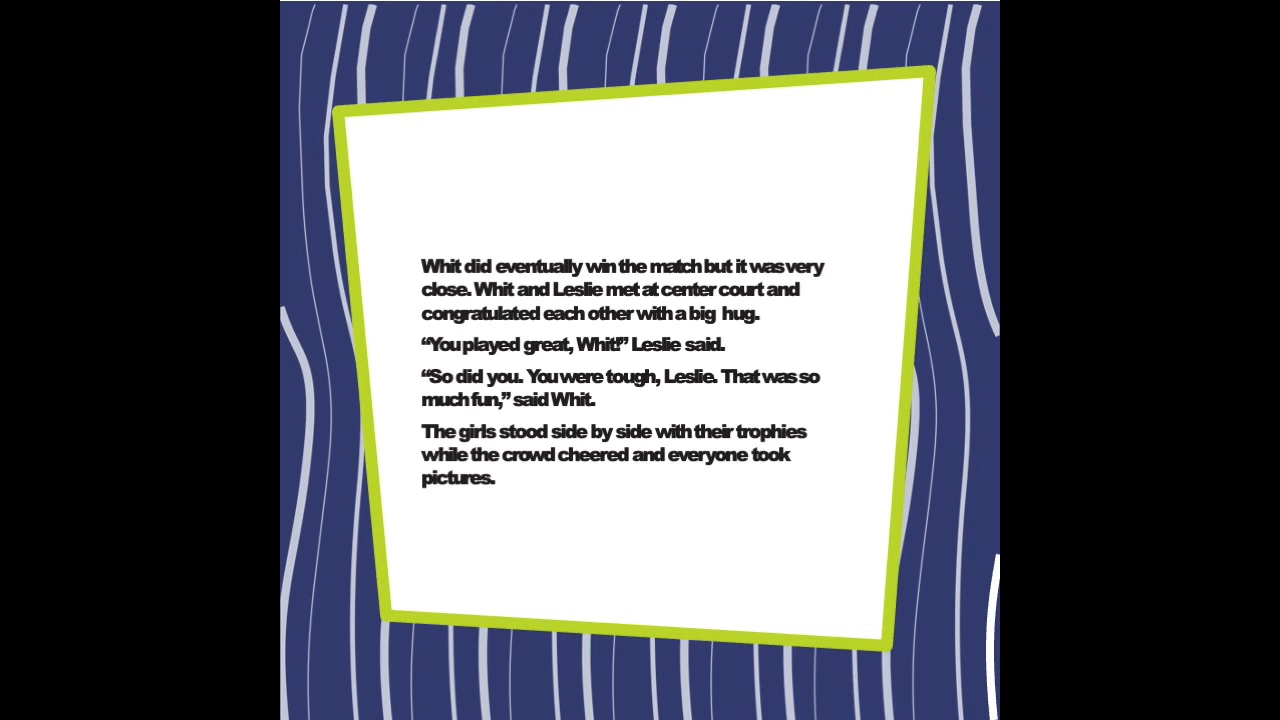 Whit did eventually win the match but it was very
close. Whit and Leslie met at center court and
congratulated each other with a big hug.
“You played great, Whit!” Leslie said.
“So did you. You were tough, Leslie. That was so
much fun,” said Whit.
The girls stood side by side with their trophies
while the crowd cheered and everyone took
pictures.